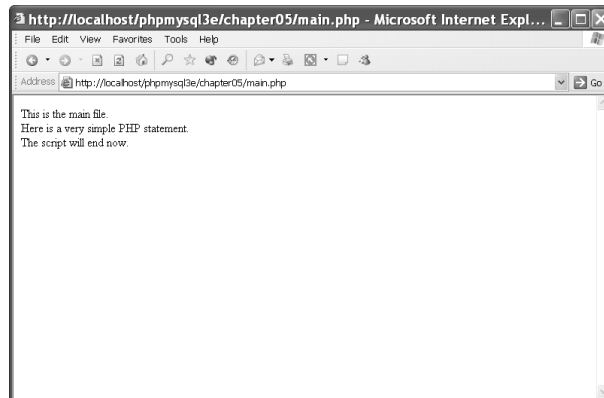 http://localhost/phpmysql3e/chapter05/main.php - Microsoft Internet Expl...
File Edit View Favorites Tools Help
Address http://localhost/phpmysql3e/chapter05/main.php Go
This is the main file.
Here is a very simple PHP statement.
The script will end now.